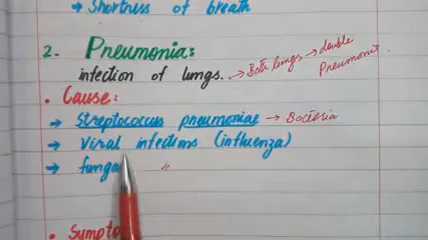 → Shortness of breath
2. Pneumonia:
infection of lungs. → Both lungs → double Pneumonia
• Cause:
→ Streptococcus pneumoniae → Bacteria
→ Viral infections (influenza)
→ funga "
• Sympto